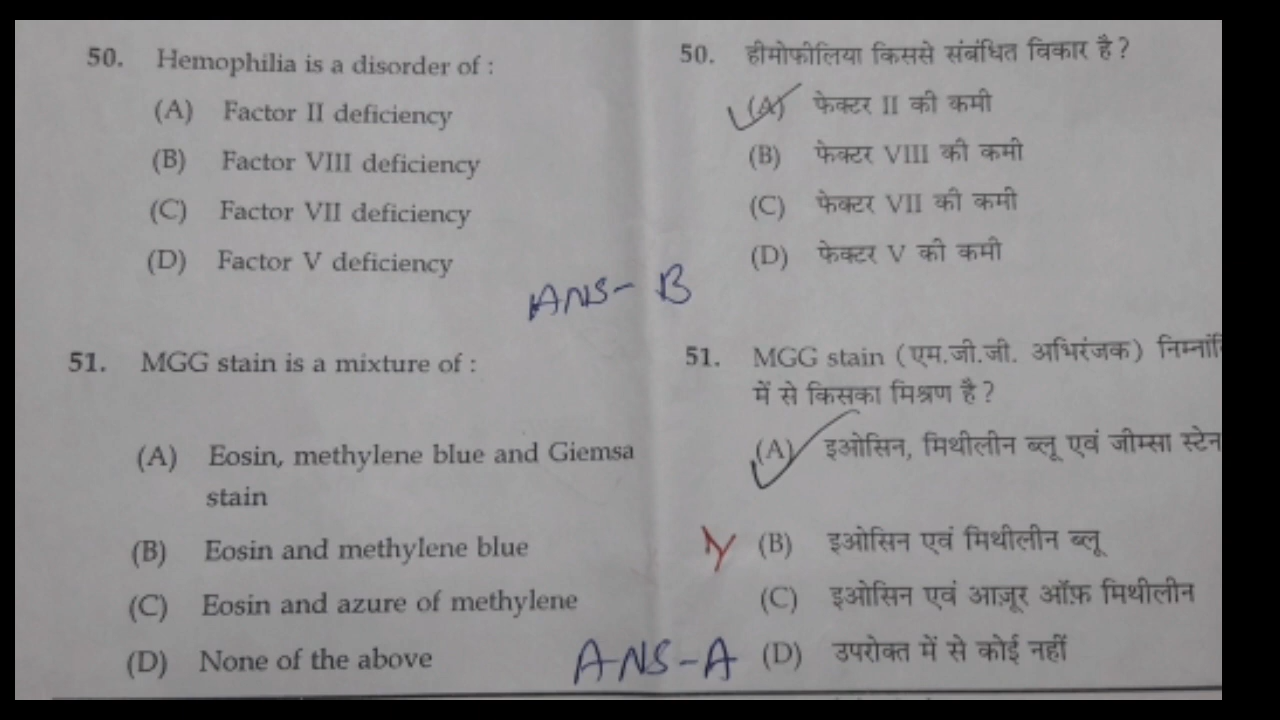 50. Hemophilia is a disorder of :
(A) Factor II deficiency
(B) Factor VIII deficiency
(C) Factor VII deficiency
(D) Factor V deficiency
ANS- B
51. MGG stain is a mixture of :
(A) Eosin, methylene blue and Giemsa
stain
(B) Eosin and methylene blue
(C) Eosin and azure of methylene
(D) None of the above
ANS-A
50. हीमोफीलिया किससे संबंधित विकार है ?
(A) फेक्टर II की कमी
(B) फेक्टर VIII की कमी
(C) फेक्टर VII की कमी
(D) फेक्टर V की कमी
51. MGG stain (एम.जी.जी. अभिरंजक)
में से किसका मिश्रण है ?
(A) इओसिन, मिथीलीन ब्लू एवं जीम्सा स्टेन
(B) इओसिन एवं मिथीलीन ब्लू
(C) इओसिन एवं आज़ूर ऑफ़ मिथीलीन
(D) उपरोक्त में से कोई नहीं